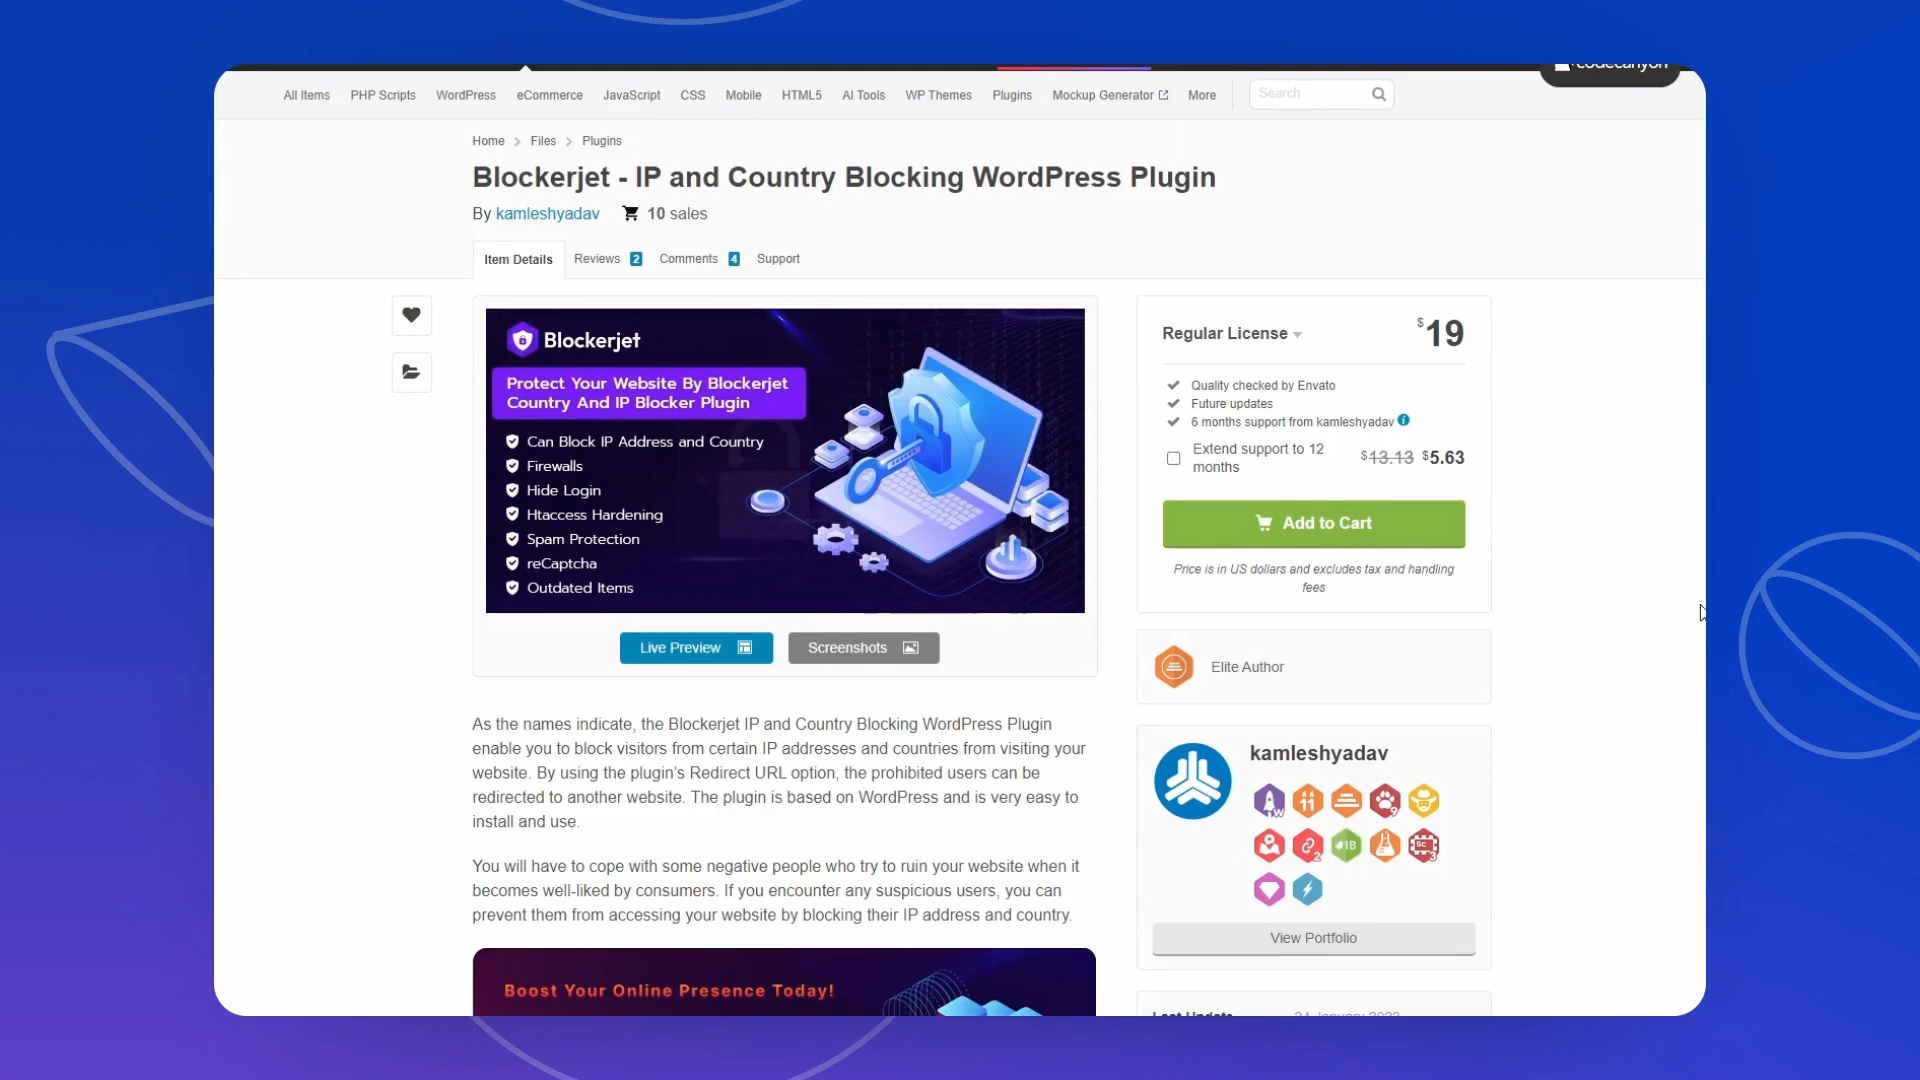 codecanyon
All Items PHP Scripts WordPress eCommerce JavaScript CSS Mobile HTML5 AI Tools WP Themes Plugins Mockup Generator More Search
Home Files Plugins
Blockerjet - IP and Country Blocking WordPress Plugin
By kamleshyadav 10 sales
Item Details Reviews 2 Comments 4 Support
Blockerjet
Protect Your Website By Blockerjet
Country And IP Blocker Plugin
Can Block IP Address and Country
Firewalls
Hide Login
Htaccess Hardening
Spam Protection
reCaptcha
Outdated Items
Live Preview Screenshots
As the names indicate, the Blockerjet IP and Country Blocking WordPress Plugin
enable you to block visitors from certain IP addresses and countries from visiting your
website. By using the plugin's Redirect URL option, the prohibited users can be
redirected to another website. The plugin is based on WordPress and is very easy to
install and use.
You will have to cope with some negative people who try to ruin your website when it
becomes well-liked by consumers. If you encounter any suspicious users, you can
prevent them from accessing your website by blocking their IP address and country.
Boost Your Online Presence Today!
Regular License $19
Quality checked by Envato
Future updates
6 months support from kamleshyadav
Extend support to 12
months $13.13 $5.63
Add to Cart
Price is in US dollars and excludes tax and handling
fees
Elite Author
kamleshyadav
View Portfolio
Last Update